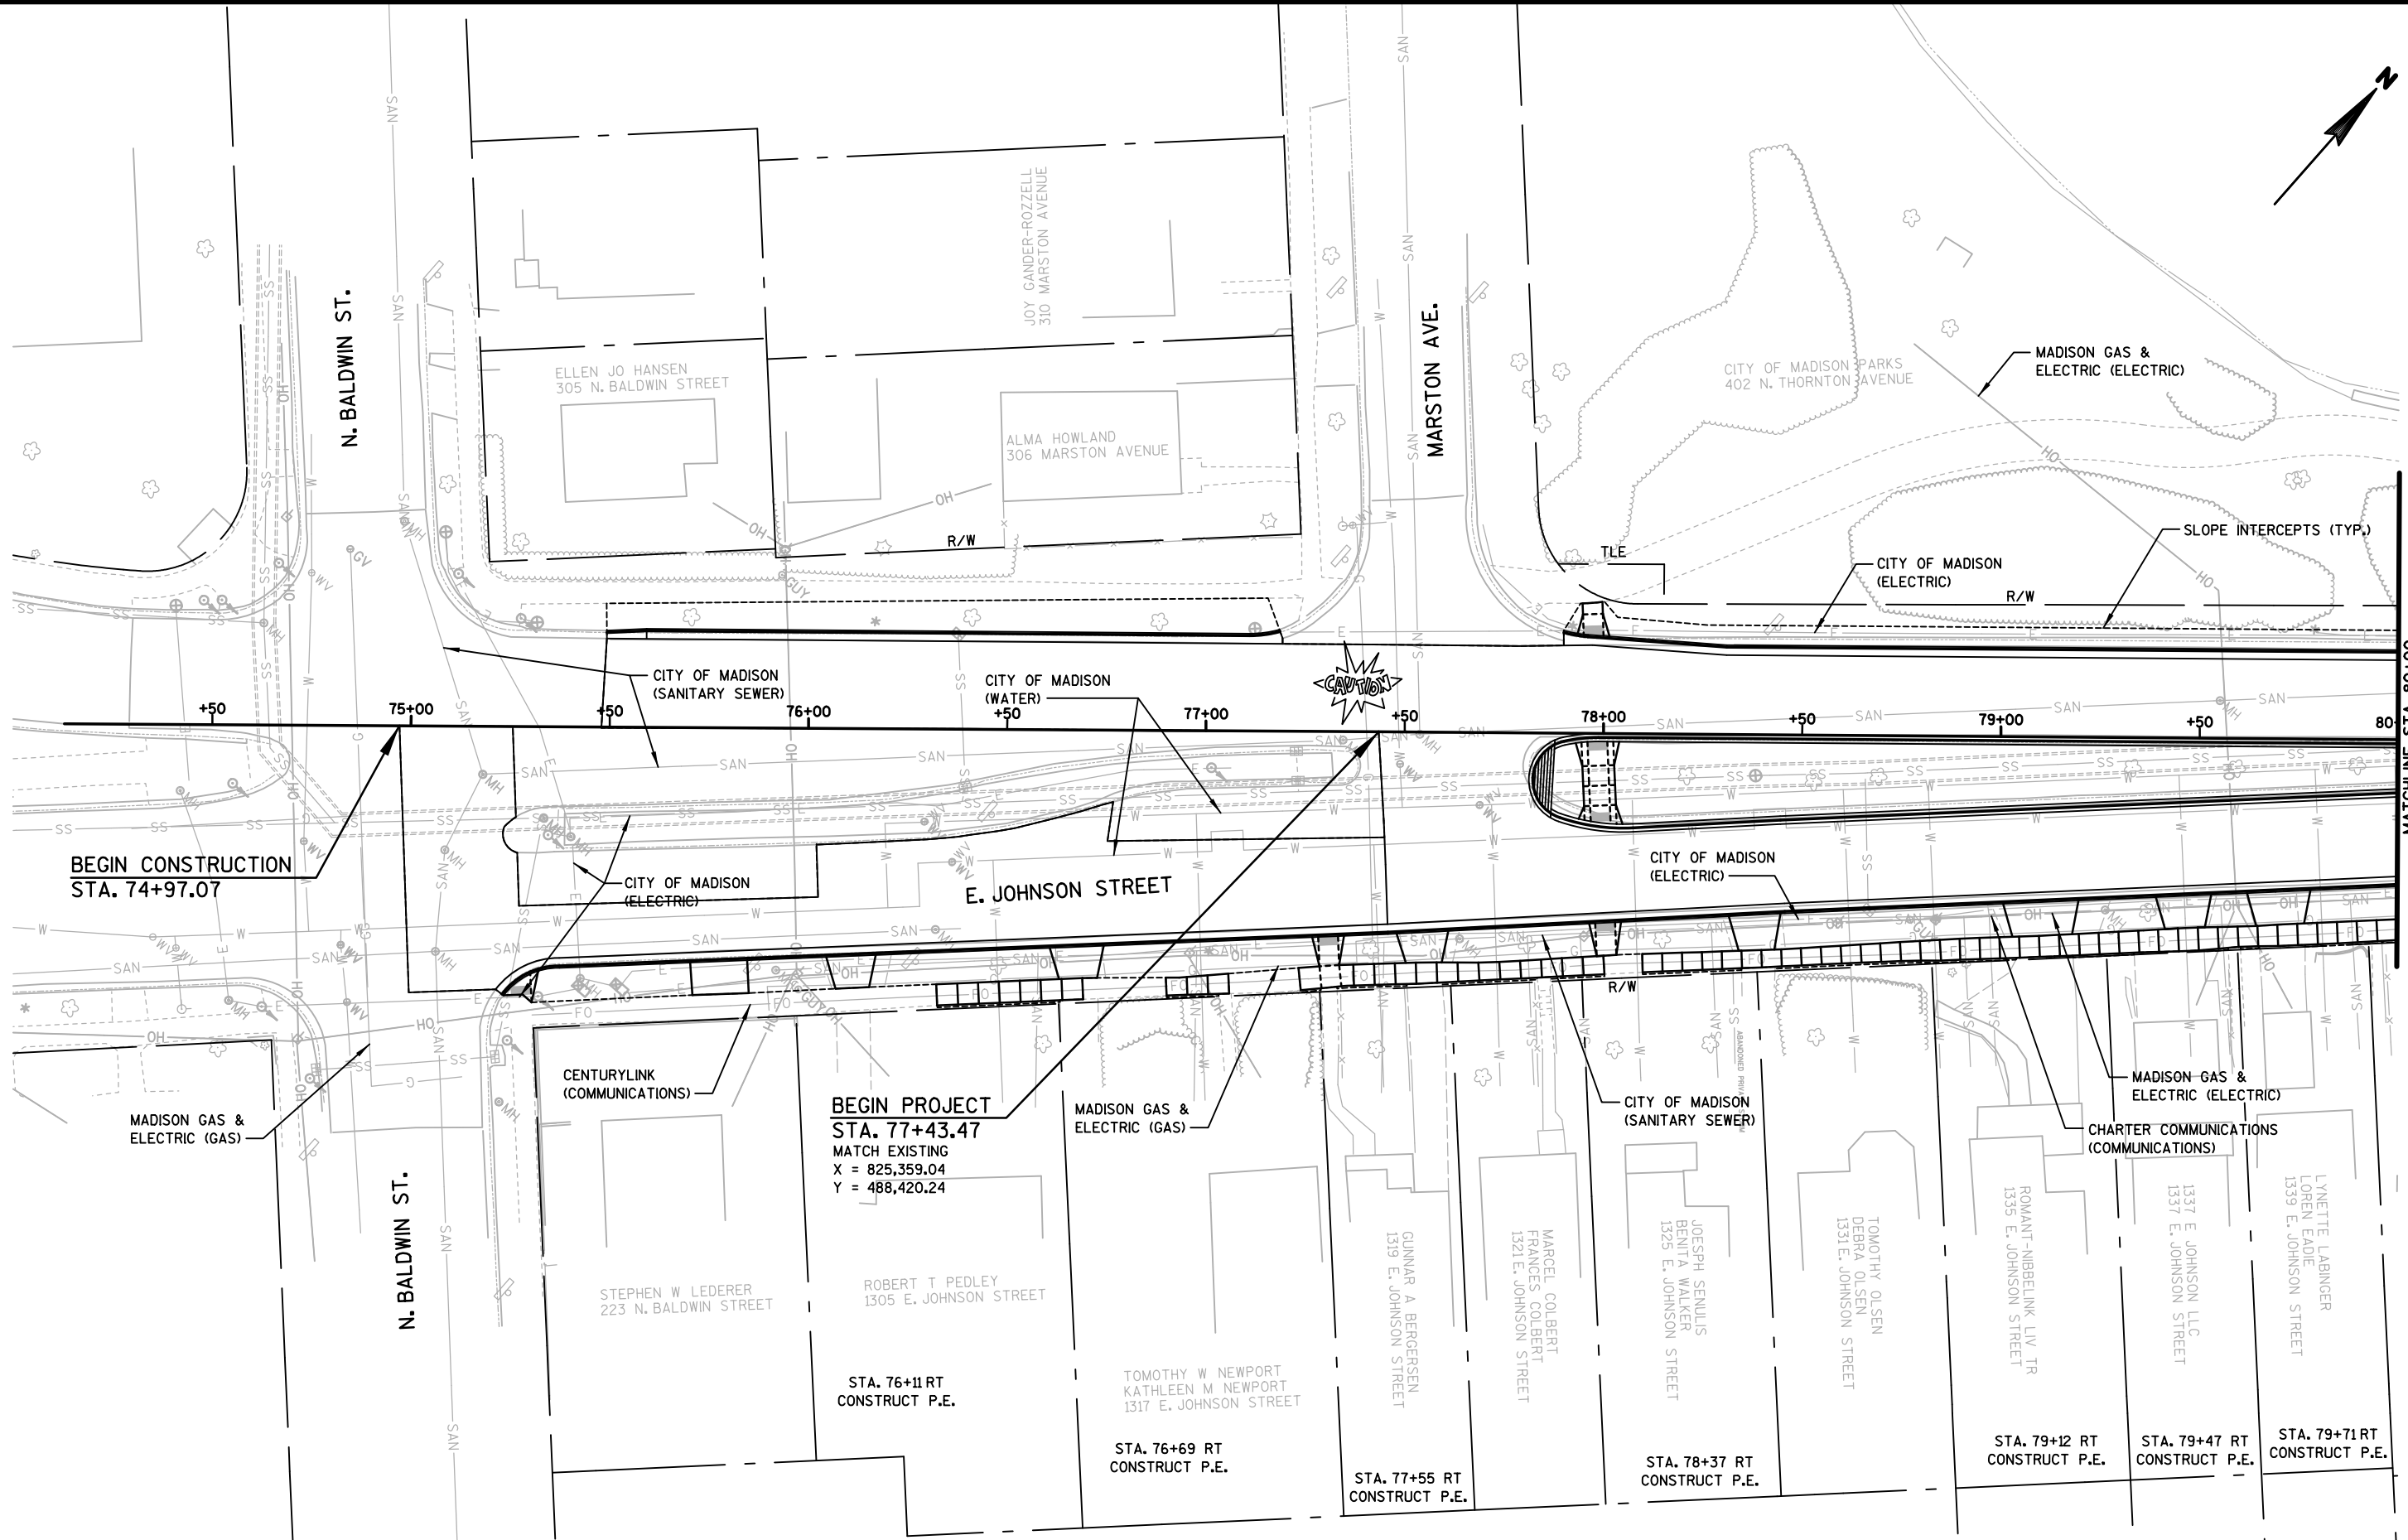 N
N. BALDWIN ST.
MARSTON AVE.
JOY GANDER-ROZZELL
310 MARSTON AVENUE
ELLEN JO HANSEN
305 N. BALDWIN STREET
ALMA HOWLAND
306 MARSTON AVENUE
CITY OF MADISON PARKS
402 N. THORNTON AVENUE
MADISON GAS &
ELECTRIC (ELECTRIC)
SLOPE INTERCEPTS (TYP.)
CITY OF MADISON
(ELECTRIC)
TLE
R/W
R/W
CITY OF MADISON
(SANITARY SEWER)
CITY OF MADISON
(WATER)
CAUTION
+50
75+00
+50
76+00
+50
77+00
+50
78+00
+50
79+00
+50
80+
BEGIN CONSTRUCTION
STA. 74+97.07
CITY OF MADISON
(ELECTRIC)
E. JOHNSON STREET
CITY OF MADISON
(ELECTRIC)
R/W
MADISON GAS &
ELECTRIC (GAS)
CENTURYLINK
(COMMUNICATIONS)
BEGIN PROJECT
STA. 77+43.47
MATCH EXISTING
X = 825,359.04
Y = 488,420.24
MADISON GAS &
ELECTRIC (GAS)
CITY OF MADISON
(SANITARY SEWER)
MADISON GAS &
ELECTRIC (ELECTRIC)
CHARTER COMMUNICATIONS
(COMMUNICATIONS)
N. BALDWIN ST.
STEPHEN W LEDERER
223 N. BALDWIN STREET
ROBERT T PEDLEY
1305 E. JOHNSON STREET
TOMOTHY W NEWPORT
KATHLEEN M NEWPORT
1317 E. JOHNSON STREET
GUNNAR A BERGERSEN
1319 E. JOHNSON STREET
MARCEL COLBERT
FRANCES COLBERT
1321 E. JOHNSON STREET
JOESPH SENULIS
BENITA WALKER
1325 E. JOHNSON STREET
TOMOTHY OLSEN
DEBRA OLSEN
1331 E. JOHNSON STREET
ROMANT-NIBBELINK LIV TR
1335 E. JOHNSON STREET
1337 E JOHNSON LLC
1337 E. JOHNSON STREET
LYNETTE LABINGER
LOREN EADIE
1339 E. JOHNSON STREET
STA. 76+11 RT
CONSTRUCT P.E.
STA. 76+69 RT
CONSTRUCT P.E.
STA. 77+55 RT
CONSTRUCT P.E.
STA. 78+37 RT
CONSTRUCT P.E.
STA. 79+12 RT
CONSTRUCT P.E.
STA. 79+47 RT
CONSTRUCT P.E.
STA. 79+71 RT
CONSTRUCT P.E.